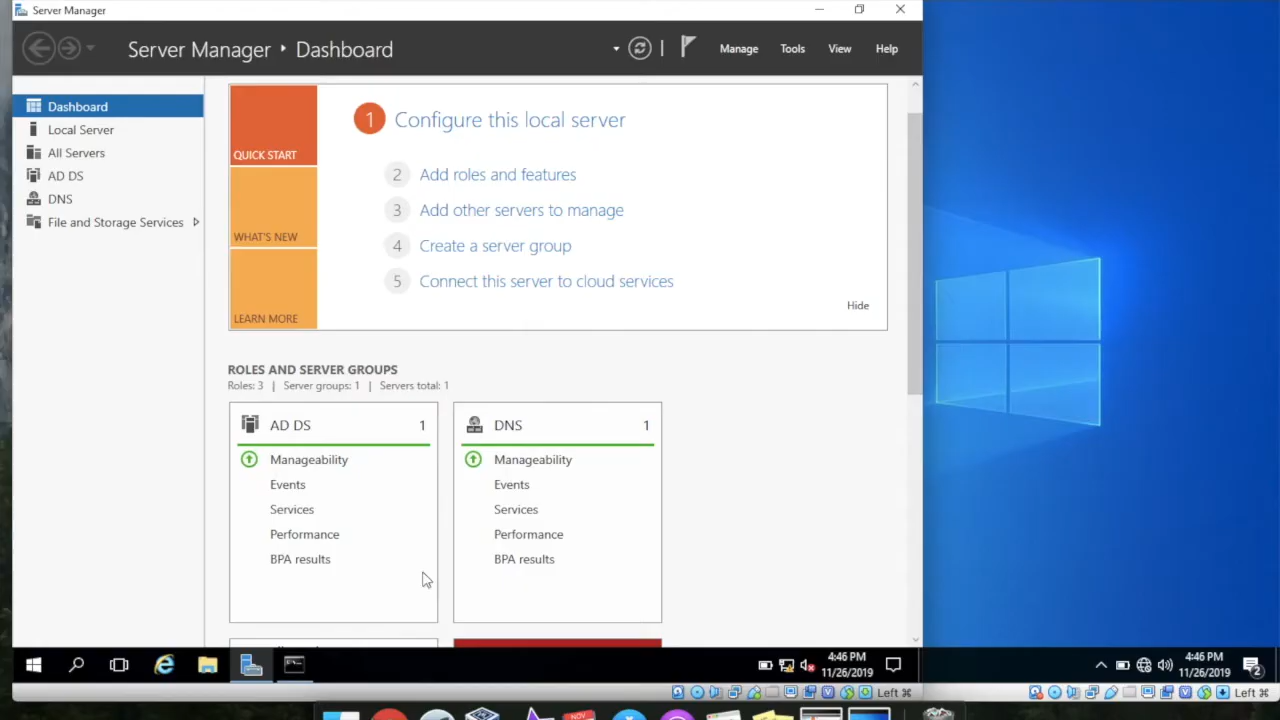 Server Manager
Server Manager ‣ Dashboard
Manage
Tools
View
Help
Dashboard
Local Server
All Servers
AD DS
DNS
File and Storage Services
QUICK START
WHAT'S NEW
LEARN MORE
1 Configure this local server
2 Add roles and features
3 Add other servers to manage
4 Create a server group
5 Connect this server to cloud services
Hide
ROLES AND SERVER GROUPS
Roles: 3 | Server groups: 1 | Servers total: 1
AD DS 1
Manageability
Events
Services
Performance
BPA results
DNS 1
Manageability
Events
Services
Performance
BPA results
4:46 PM
11/26/2019
4:46 PM
11/26/2019
2
Left ⌘
Left ⌘
NOV